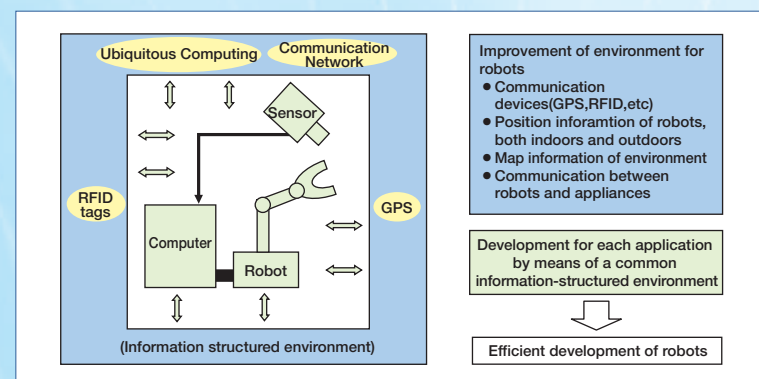 Ubiquitous Computing
Communication
Network
Sensor
RFID
tags
GPS
Computer
Robot
(Information structured environment)
Improvement of environment for
robots
● Communication
devices(GPS,RFID,etc)
● Position inforamtion of robots,
both indoors and outdoors
● Map information of environment
● Communication between
robots and appliances
Development for each application
by means of a common
information-structured environment
Efficient development of robots